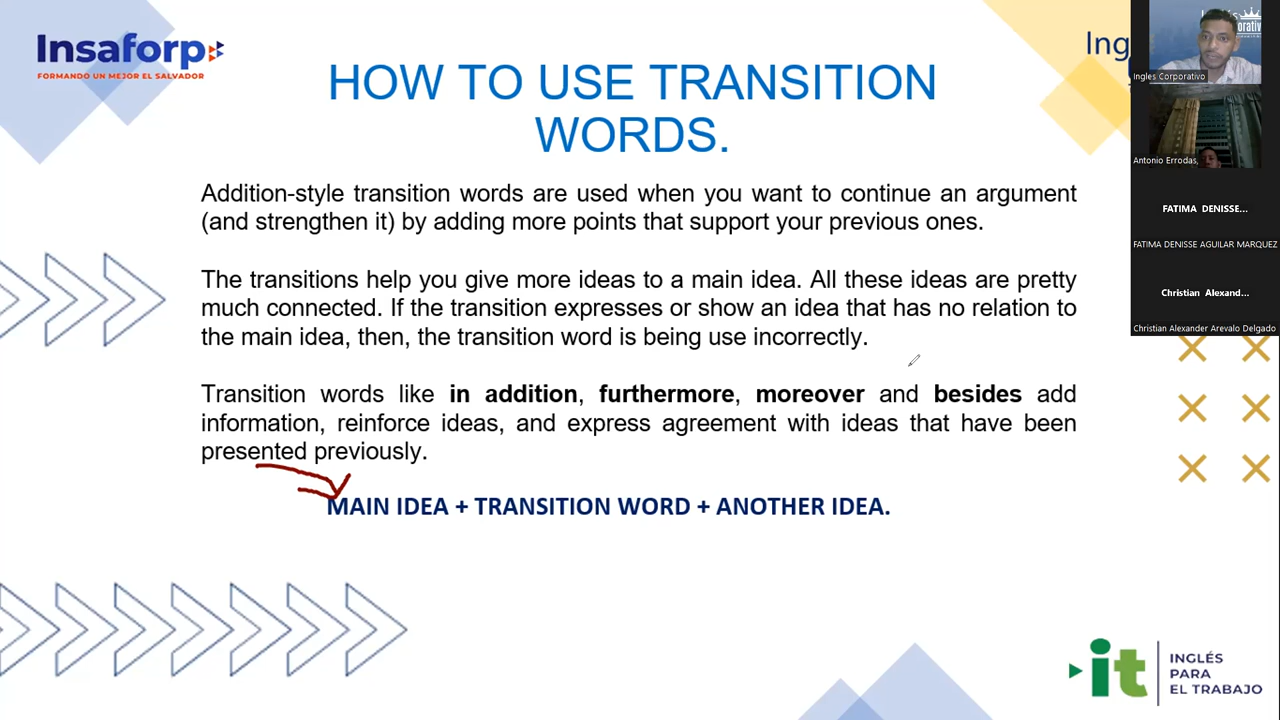 Insaforp
FORMANDO UN MEJOR EL SALVADOR
HOW TO USE TRANSITION
WORDS.
Addition-style transition words are used when you want to continue an argument
(and strengthen it) by adding more points that support your previous ones.
The transitions help you give more ideas to a main idea. All these ideas are pretty
much connected. If the transition expresses or show an idea that has no relation to
the main idea, then, the transition word is being use incorrectly.
Transition words like in addition, furthermore, moreover and besides add
information, reinforce ideas, and express agreement with ideas that have been
presented previously.
MAIN IDEA + TRANSITION WORD + ANOTHER IDEA.
Ing
Ingles Corporativo
Antonio Errodas,
FATIMA DENISSE...
FATIMA DENISSE AGUILAR MARQUEZ
Christian Alexand...
Christian Alexander Arevalo Delgado
it
INGLÉS
PARA
EL TRABAJO